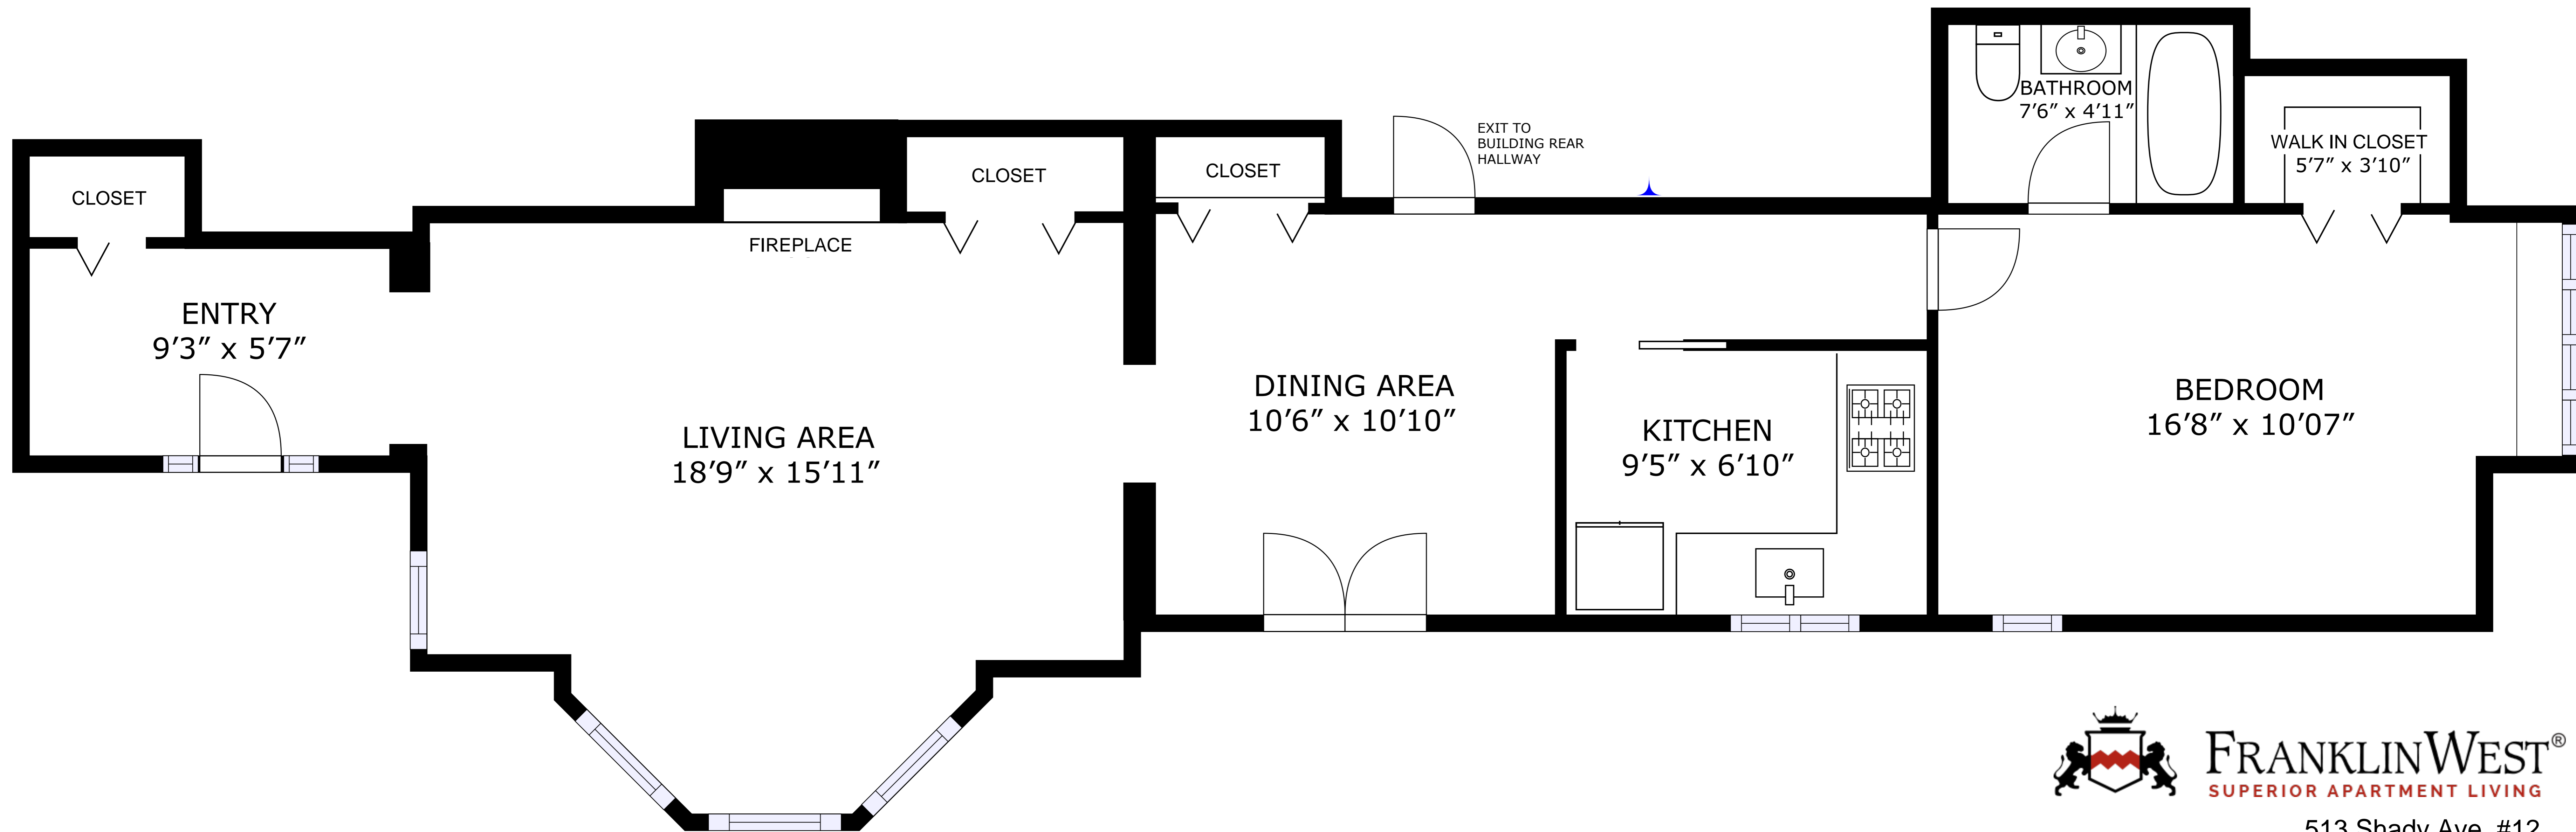 CLOSET
ENTRY
9’3” x 5’7”
FIREPLACE
LIVING AREA
18’9” x 15’11”
CLOSET
CLOSET
EXIT TO
BUILDING REAR
HALLWAY
DINING AREA
10’6” x 10’10”
KITCHEN
9’5” x 6’10”
BATHROOM
7’6” x 4’11”
WALK IN CLOSET
5’7” x 3’10”
BEDROOM
16’8” x 10’07”
FRANKLINWEST®
SUPERIOR APARTMENT LIVING
513 Shady Ave, #12